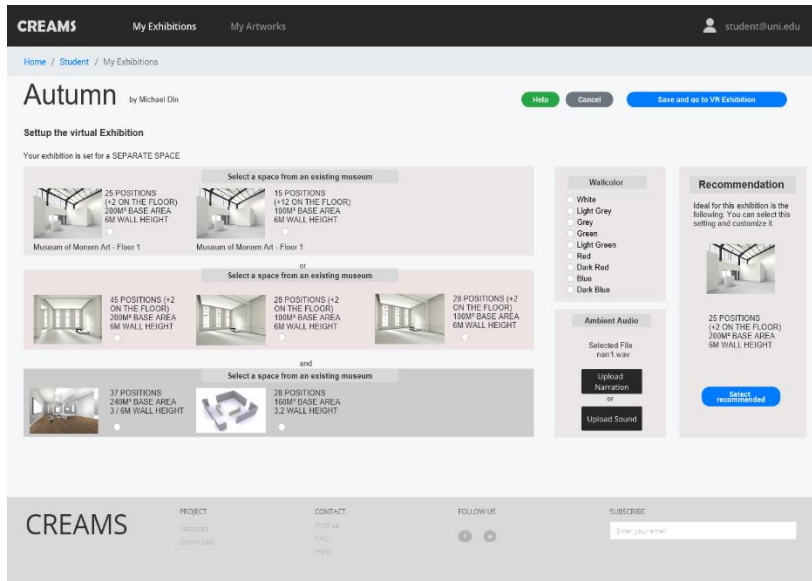 CREAMS
My Exhibitions
My Artworks
student@uni.edu
Home / Student / My Exhibitions
Autumn
by Michael Din
Help
Cancel
Save and go to VR Exhibition
Settup the virtual Exhibition
Your exhibition is set for a SEPARATE SPACE
Select a space from an existing museum
25 POSITIONS
(+2 ON THE FLOOR)
200M² BASE AREA
6M WALL HEIGHT
Museum of Monern Art - Floor 1
15 POSITIONS
(+12 ON THE FLOOR)
100M² BASE AREA
6M WALL HEIGHT
Museum of Monern Art - Floor 1
or
Select a space from an existing museum
45 POSITIONS (+2
ON THE FLOOR)
200M² BASE AREA
6M WALL HEIGHT
28 POSITIONS (+2
ON THE FLOOR)
100M² BASE AREA
6M WALL HEIGHT
28 POSITIONS (+2
ON THE FLOOR)
100M² BASE AREA
6M WALL HEIGHT
and
Select a space from an existing museum
37 POSITIONS
240M² BASE AREA
3 / 6M WALL HEIGHT
28 POSITIONS
160M² BASE AREA
3,2 WALL HEIGHT
Wallcolor
White
Light Grey
Grey
Green
Light Green
Red
Dark Red
Blue
Dark Blue
Ambient Audio
Selected File
narr1.wav
Upload
Narration
or
Upload Sound
Recommendation
Ideal for this exhibition is the
following. You can select this
setting and customize it
25 POSITIONS
(+2 ON THE FLOOR)
200M² BASE AREA
6M WALL HEIGHT
Select
recommended
CREAMS
PROJECT
Features
Download
CONTACT
Find us
FAQ
Help
FOLLOW US
SUBSCRIBE
Enter your email